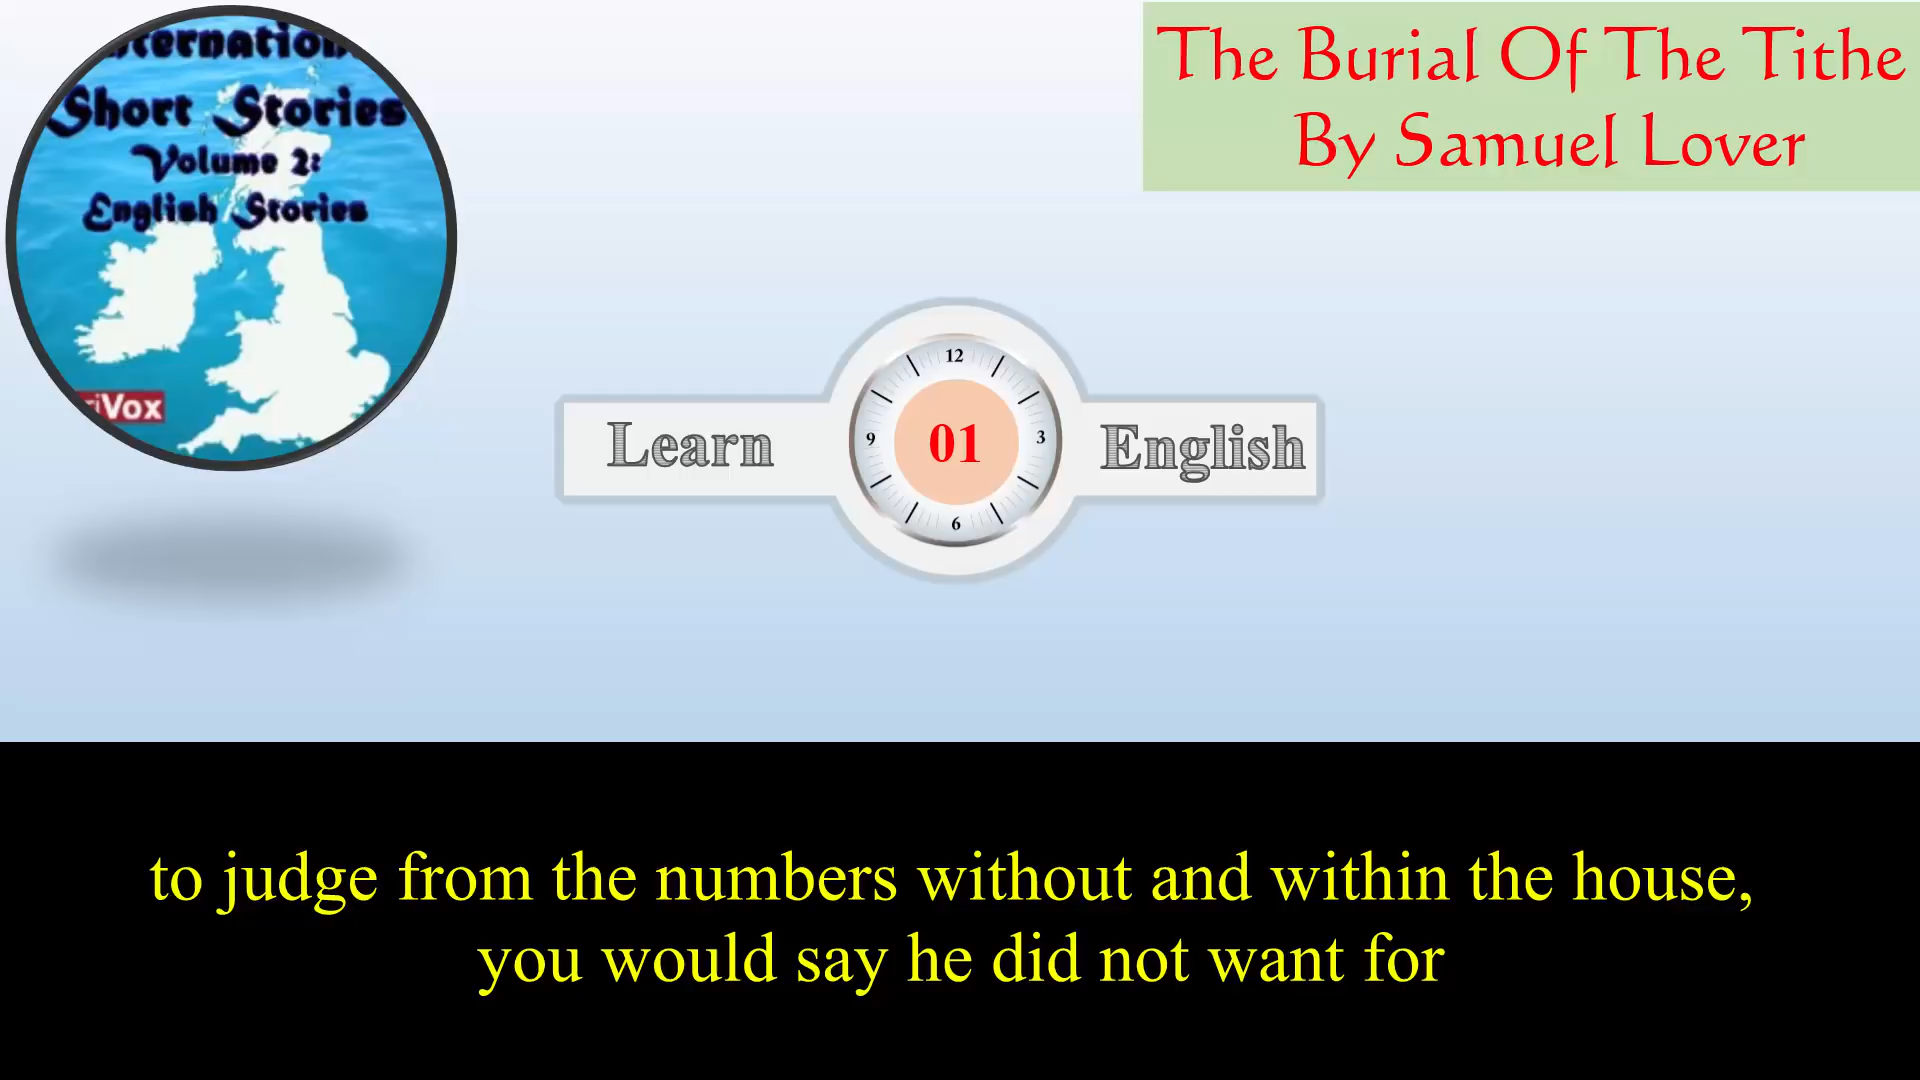 Short Stories
Volume 2:
English Stories
Vox
The Burial Of The Tithe
By Samuel Lover
Learn
12
9
01
3
6
English
to judge from the numbers without and within the house,
you would say he did not want for